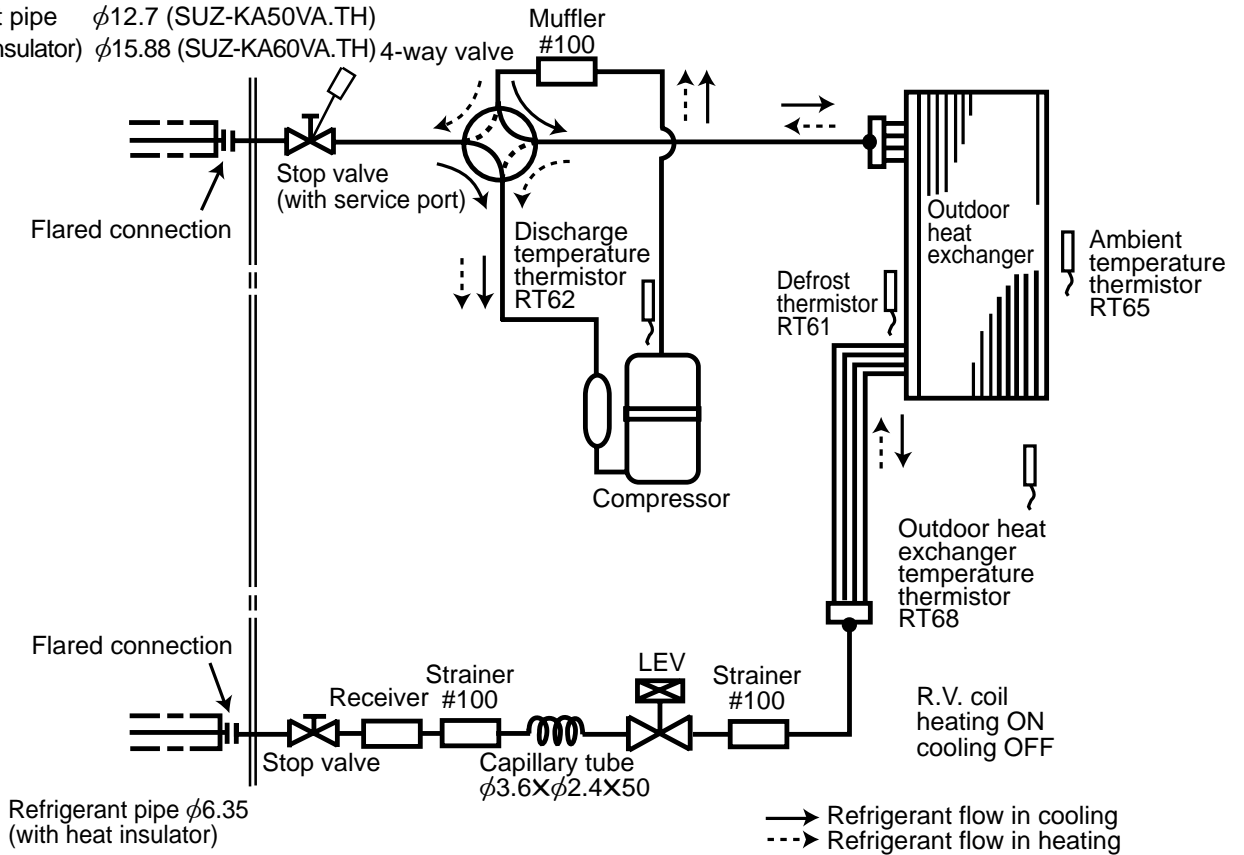 pipe φ12.7 (SUZ-KA50VA.TH)
φ15.88 (SUZ-KA60VA.TH)
4-way valve
Muffler
#100
Stop valve
(with service port)
Flared connection
Discharge
temperature
thermistor
RT62
Outdoor
heat
exchanger
Ambient
temperature
thermistor
RT65
Defrost
thermistor
RT61
Compressor
Outdoor heat
exchanger
temperature
thermistor
RT68
Flared connection
Receiver
Strainer
#100
LEV
Strainer
#100
R.V. coil
heating ON
cooling OFF
Stop valve
Capillary tube
φ3.6×φ2.4×50
Refrigerant pipe φ6.35
(with heat insulator)
Refrigerant flow in cooling
Refrigerant flow in heating